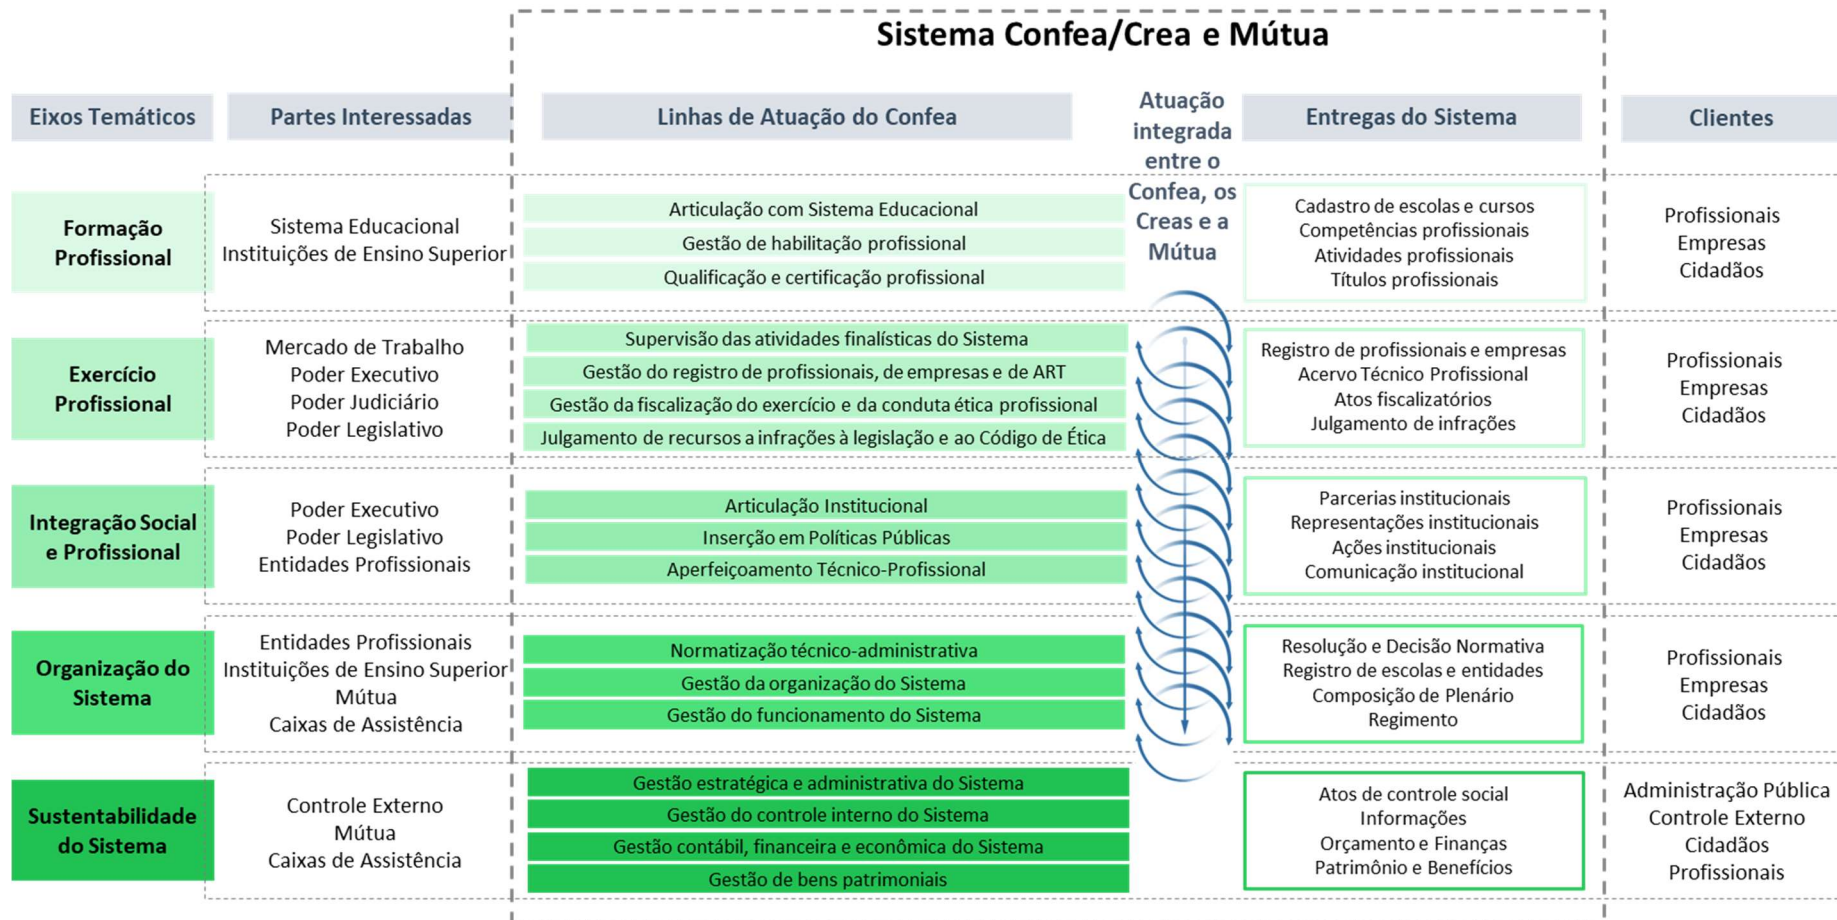 Sistema Confea/Crea e Mútua
Eixos Temáticos
Partes Interessadas
Linhas de Atuação do Confea
Atuação
integrada
entre o
Confea, os
Creas e a
Mútua
Entregas do Sistema
Clientes
Formação
Profissional
Sistema Educacional
Instituições de Ensino Superior
Articulação com Sistema Educacional
Gestão de habilitação profissional
Qualificação e certificação profissional
Cadastro de escolas e cursos
Competências profissionais
Atividades profissionais
Títulos profissionais
Profissionais
Empresas
Cidadãos
Exercício
Profissional
Mercado de Trabalho
Poder Executivo
Poder Judiciário
Poder Legislativo
Supervisão das atividades finalísticas do Sistema
Gestão do registro de profissionais, de empresas e de ART
Gestão da fiscalização do exercício e da conduta ética profissional
Julgamento de recursos a infrações à legislação e ao Código de Ética
Registro de profissionais e empresas
Acervo Técnico Profissional
Atos fiscalizatórios
Julgamento de infrações
Profissionais
Empresas
Cidadãos
Integração Social
e Profissional
Poder Executivo
Poder Legislativo
Entidades Profissionais
Articulação Institucional
Inserção em Políticas Públicas
Aperfeiçoamento Técnico-Profissional
Parcerias institucionais
Representações institucionais
Ações institucionais
Comunicação institucional
Profissionais
Empresas
Cidadãos
Organização do
Sistema
Entidades Profissionais
Instituições de Ensino Superior
Mútua
Caixas de Assistência
Normatização técnico-administrativa
Gestão da organização do Sistema
Gestão do funcionamento do Sistema
Resolução e Decisão Normativa
Registro de escolas e entidades
Composição de Plenário
Regimento
Profissionais
Empresas
Cidadãos
Sustentabilidade
do Sistema
Controle Externo
Mútua
Caixas de Assistência
Gestão estratégica e administrativa do Sistema
Gestão do controle interno do Sistema
Gestão contábil, financeira e econômica do Sistema
Gestão de bens patrimoniais
Atos de controle social
Informações
Orçamento e Finanças
Patrimônio e Benefícios
Administração Pública
Controle Externo
Cidadãos
Profissionais